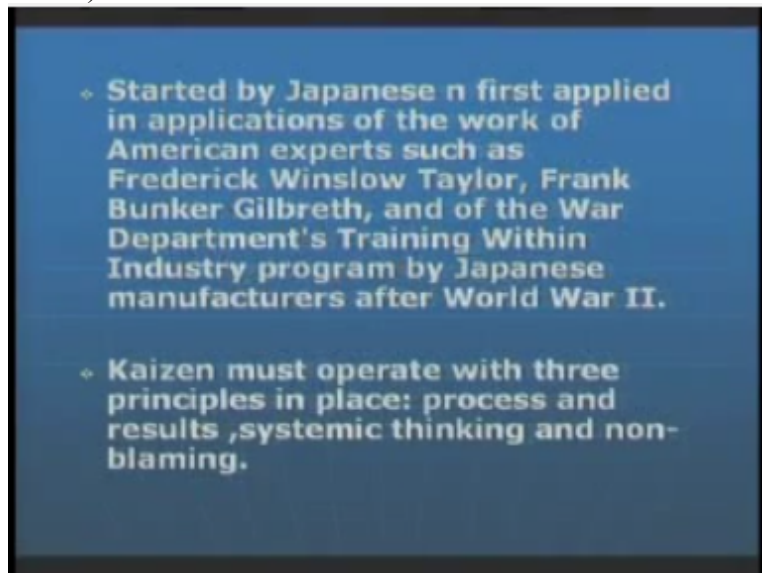 Started by Japanese n first applied
in applications of the work of
American experts such as
Frederick Winslow Taylor, Frank
Bunker Gilbreth, and of the War
Department's Training Within
Industry program by Japanese
manufacturers after World War II.
Kaizen must operate with three
principles in place: process and
results ,systemic thinking and non-
blaming.